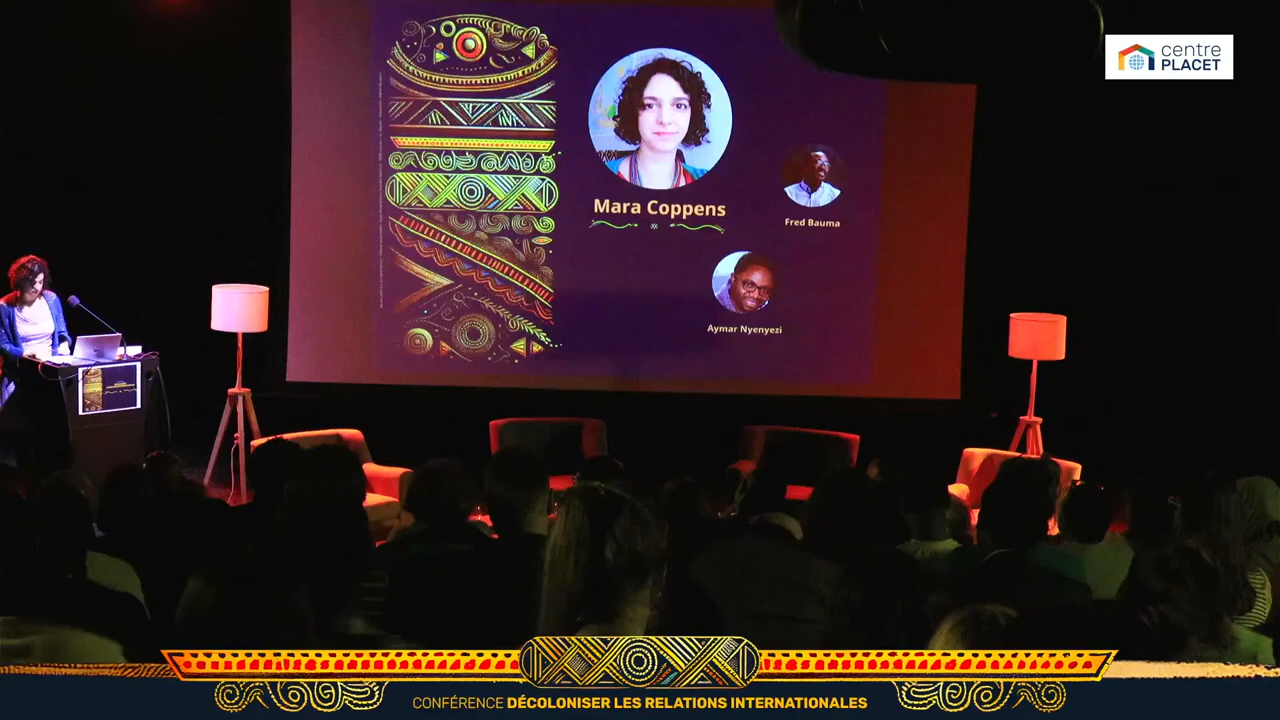 centre
PLACET
Mara Coppens
Fred Bauma
Aymar Nyenyezi
CONFÉRENCE DÉCOLONISER LES RELATIONS INTERNATIONALES